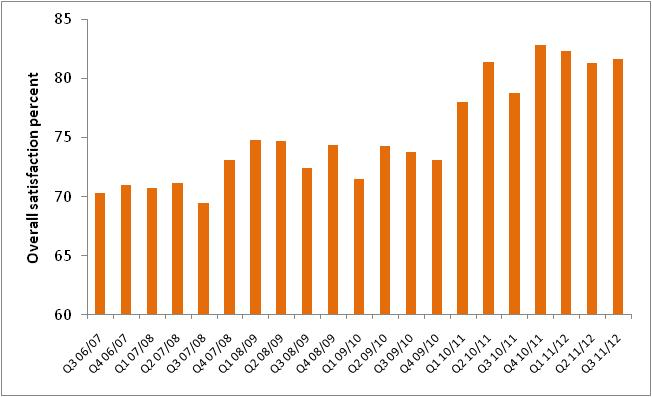 85
80
75
70
65
60
Overall satisfaction percent
Q3 06/07
Q4 06/07
Q1 07/08
Q2 07/08
Q3 07/08
Q4 07/08
Q1 08/09
Q2 08/09
Q3 08/09
Q4 08/09
Q1 09/10
Q2 09/10
Q3 09/10
Q4 09/10
Q1 10/11
Q2 10/11
Q3 10/11
Q4 10/11
Q1 11/12
Q2 11/12
Q3 11/12